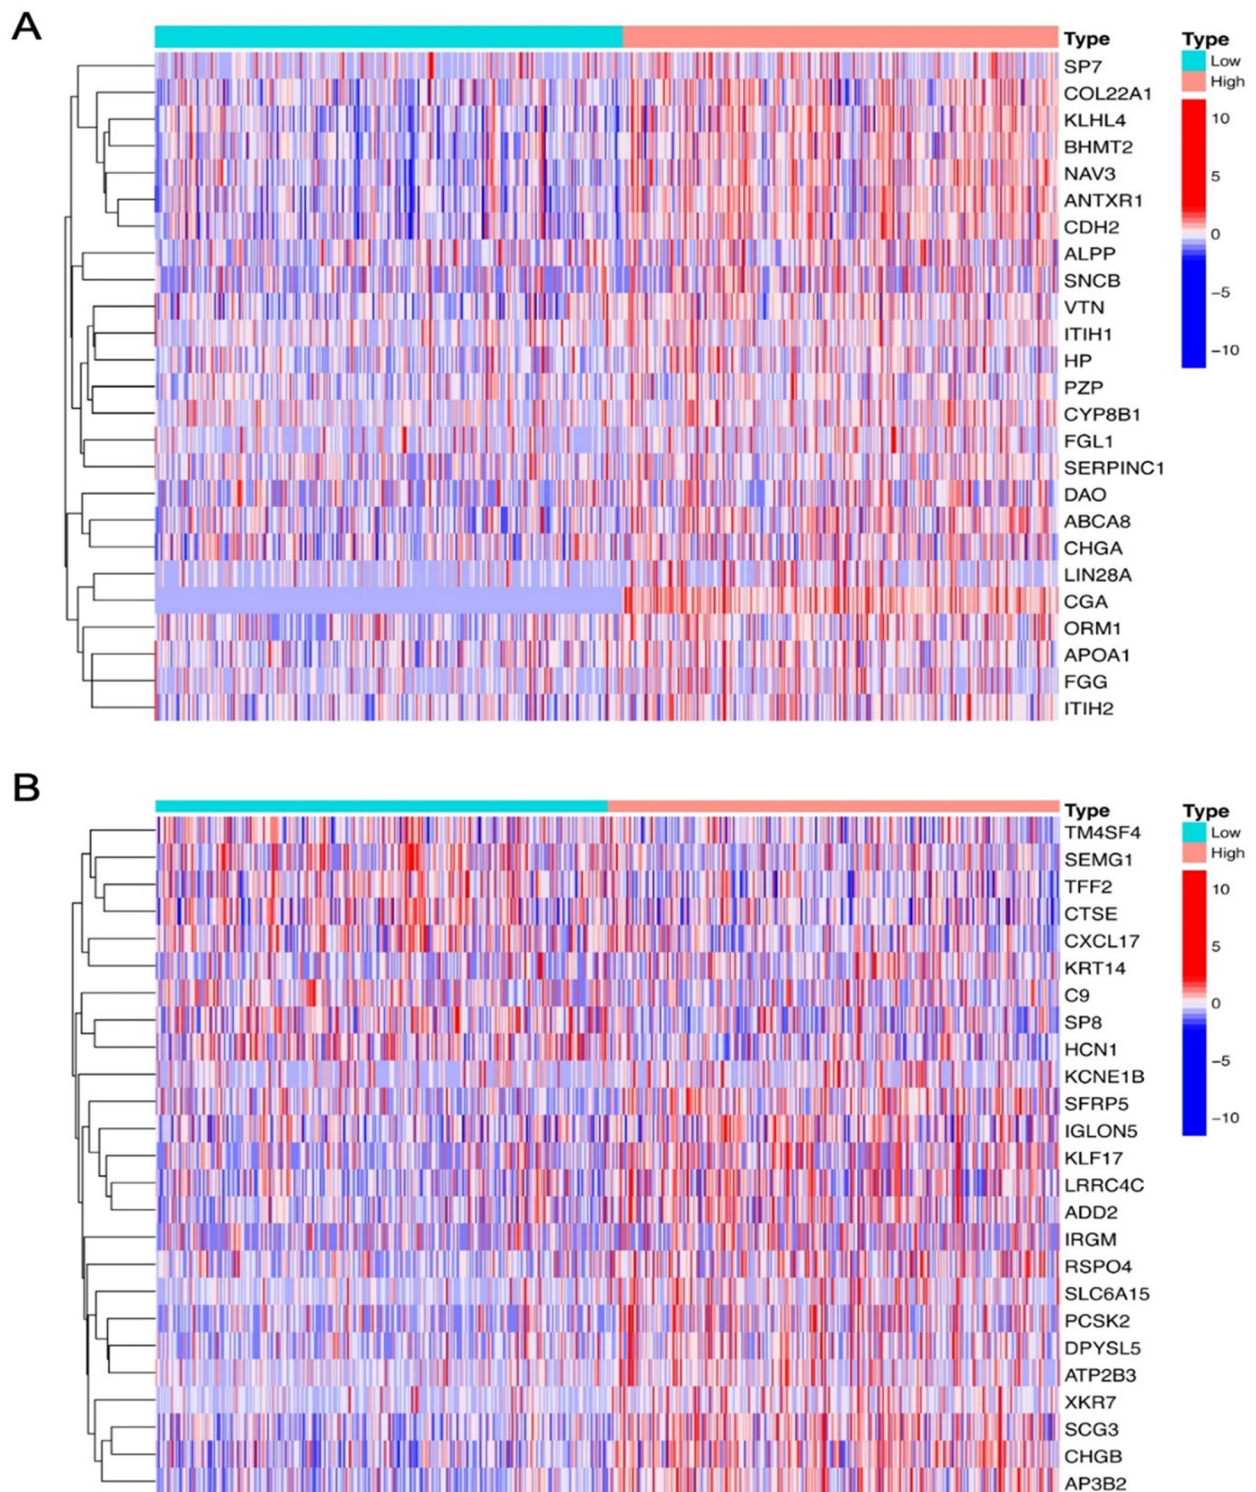 A
Type
SP7
COL22A1
KLHL4
BHMT2
NAV3
ANTXR1
CDH2
ALPP
SNCB
VTN
ITIH1
HP
PZP
CYP8B1
FGL1
SERPINC1
DAO
ABCA8
CHGA
LIN28A
CGA
ORM1
APOA1
FGG
ITIH2
Type
Low
High
10
5
0
−5
−10
B
Type
TM4SF4
SEMG1
TFF2
CTSE
CXCL17
KRT14
C9
SP8
HCN1
KCNE1B
SFRP5
IGLON5
KLF17
LRRC4C
ADD2
IRGM
RSPO4
SLC6A15
PCSK2
DPYSL5
ATP2B3
XKR7
SCG3
CHGB
AP3B2
Type
Low
High
10
5
0
−5
−10